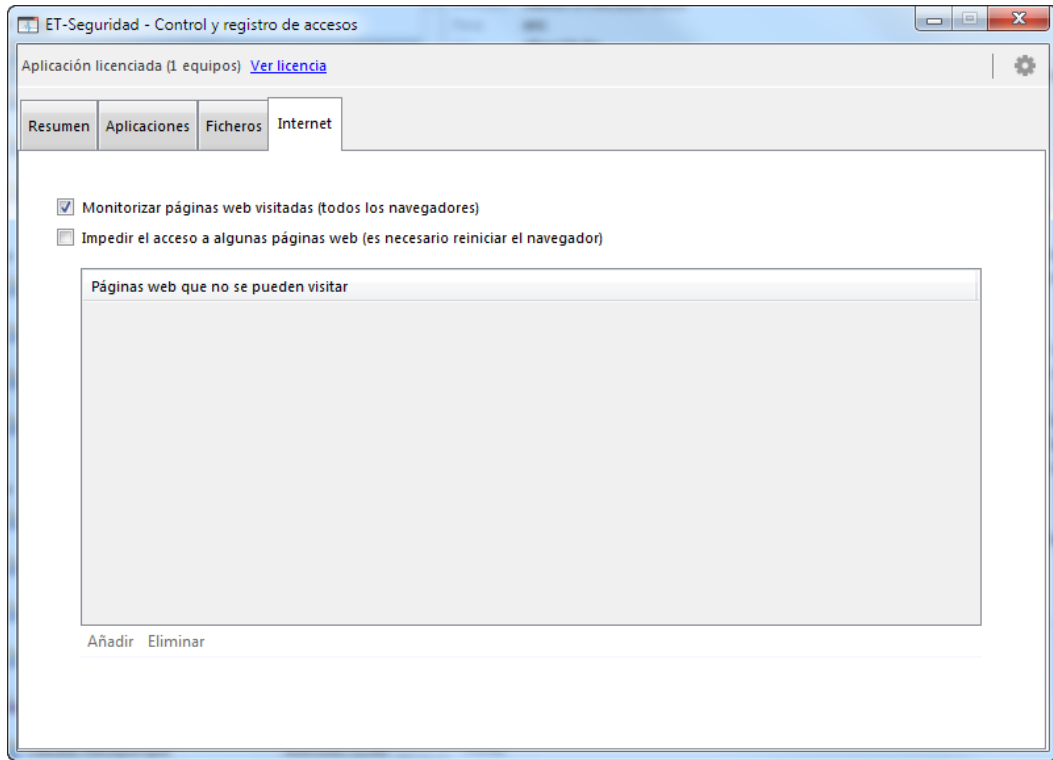 ET-Seguridad - Control y registro de accesos
Aplicación licenciada (1 equipos) Ver licencia
Resumen Aplicaciones Ficheros Internet
Monitorizar páginas web visitadas (todos los navegadores)
Impedir el acceso a algunas páginas web (es necesario reiniciar el navegador)
Páginas web que no se pueden visitar
Añadir Eliminar